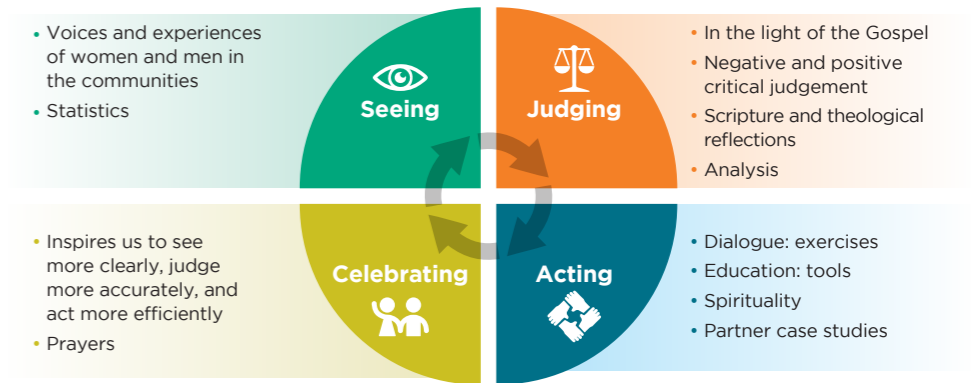 • Voices and experiences
of women and men in
the communities
• Statistics
Seeing
Judging
• In the light of the Gospel
• Negative and positive
critical judgement
• Scripture and theological
reflections
• Analysis
• Inspires us to see
more clearly, judge
more accurately, and
act more efficiently
• Prayers
Celebrating
Acting
• Dialogue: exercises
• Education: tools
• Spirituality
• Partner case studies